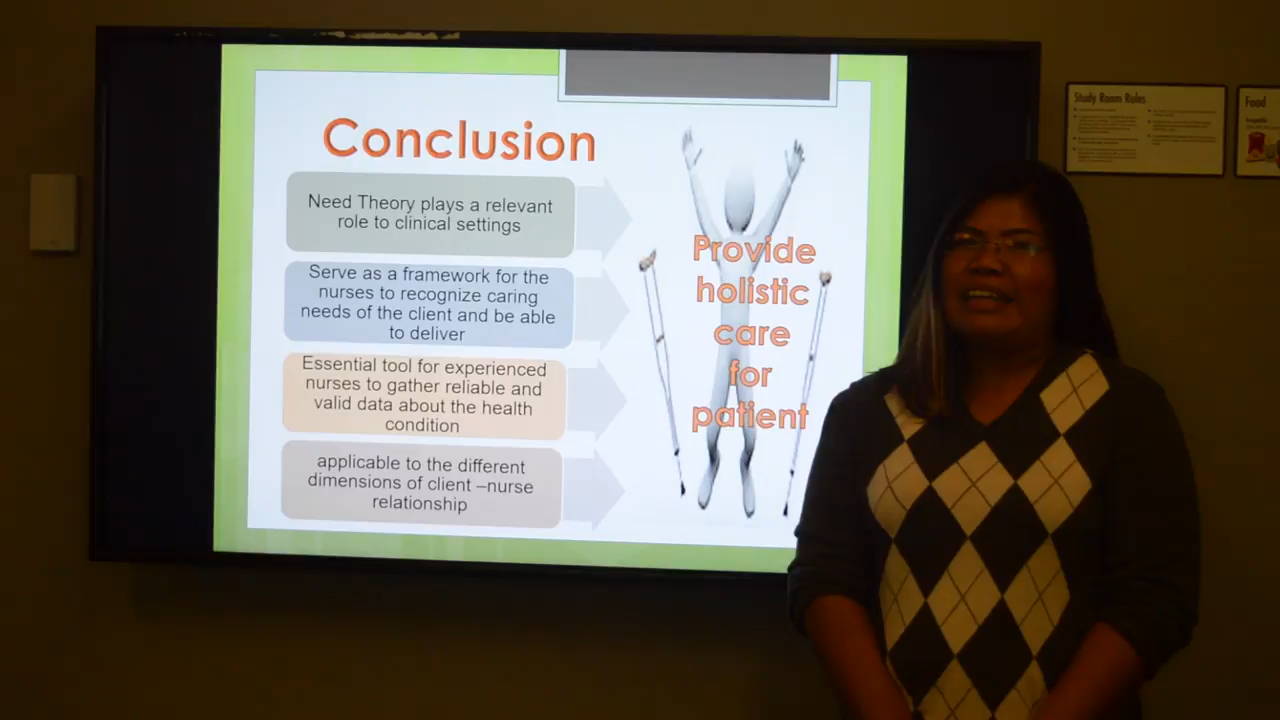 Conclusion
Need Theory plays a relevant
role to clinical settings
Serve as a framework for the
nurses to recognize caring
needs of the client and be able
to deliver
Essential tool for experienced
nurses to gather reliable and
valid data about the health
condition
applicable to the different
dimensions of client –nurse
relationship
Provide
holistic
care
for
patient
Study Room Rules
Food